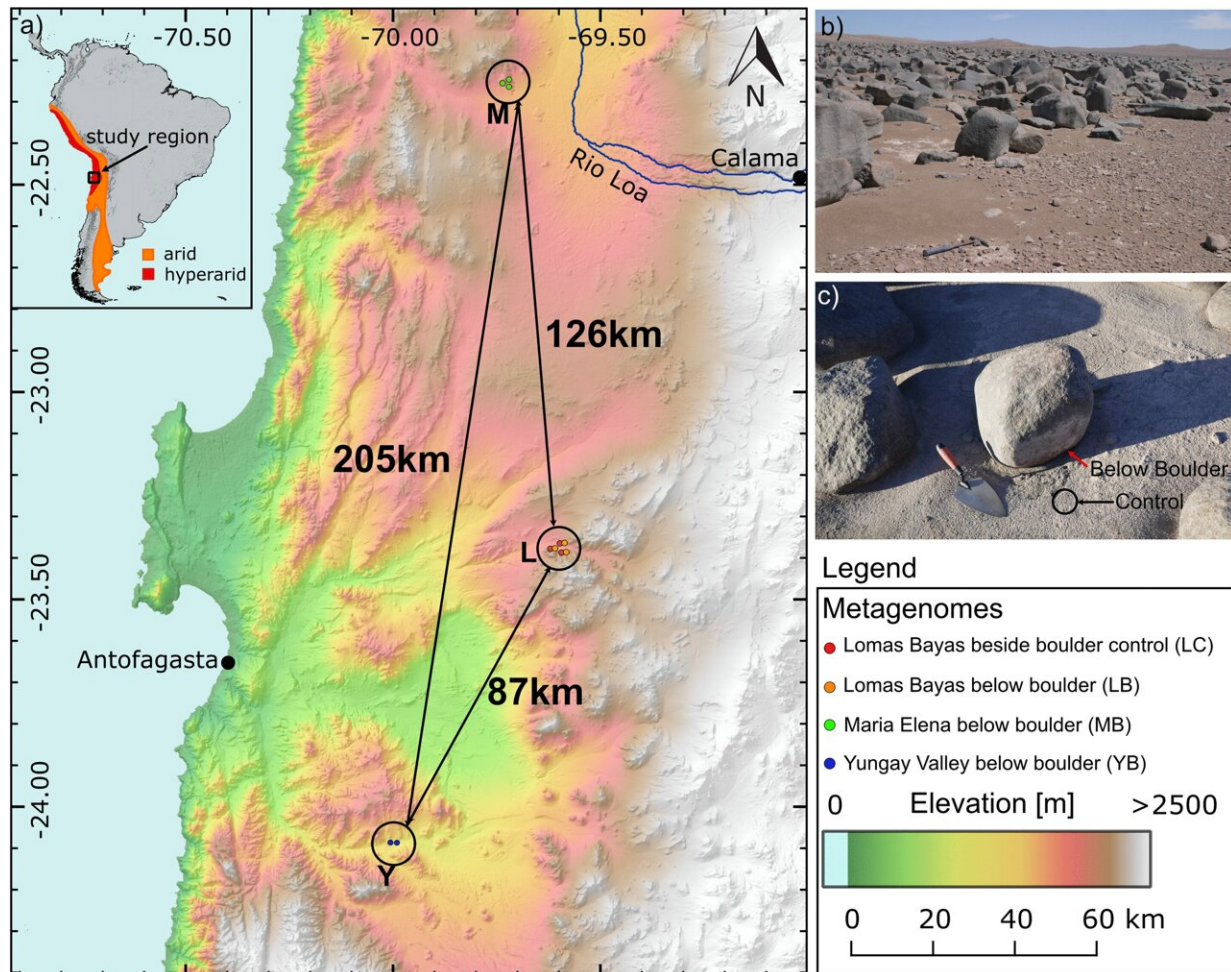 a)
-70.50
-70.00
-69.50
study region
arid
hyperarid
N
M
Calama
Rio Loa
-22.50
126km
-23.00
205km
L
-23.50
Antofagasta
87km
-24.00
Y
b)
c)
Below Boulder
Control
Legend
Metagenomes
Lomas Bayas beside boulder control (LC)
Lomas Bayas below boulder (LB)
Maria Elena below boulder (MB)
Yungay Valley below boulder (YB)
0 Elevation [m] >2500
0 20 40 60 km